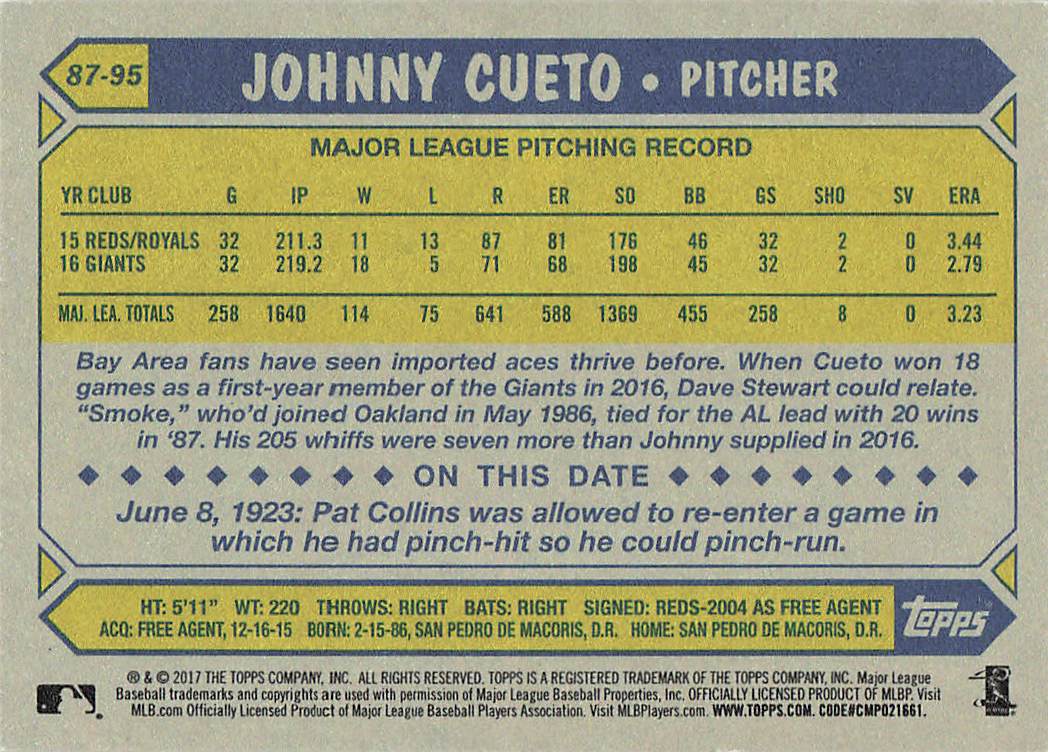 87-95 JOHNNY CUETO • PITCHER
MAJOR LEAGUE PITCHING RECORD
YR CLUB G IP W L R ER SO BB GS SHO SV ERA
15 REDS/ROYALS 32 211.3 11 13 87 81 176 46 32 2 0 3.44
16 GIANTS 32 219.2 18 5 71 68 198 45 32 2 0 2.79
MAJ. LEA. TOTALS 258 1640 114 75 641 588 1369 455 258 8 0 3.23
Bay Area fans have seen imported aces thrive before. When Cueto won 18
games as a first-year member of the Giants in 2016, Dave Stewart could relate.
“Smoke,” who’d joined Oakland in May 1986, tied for the AL lead with 20 wins
in ‘87. His 205 whiffs were seven more than Johnny supplied in 2016.
◆ ◆ ◆ ◆ ◆ ◆ ◆ ◆ ON THIS DATE ◆ ◆ ◆ ◆ ◆ ◆ ◆ ◆
June 8, 1923: Pat Collins was allowed to re-enter a game in
which he had pinch-hit so he could pinch-run.
HT: 5'11” WT: 220 THROWS: RIGHT BATS: RIGHT SIGNED: REDS-2004 AS FREE AGENT
ACQ: FREE AGENT, 12-16-15 BORN: 2-15-86, SAN PEDRO DE MACORIS, D.R. HOME: SAN PEDRO DE MACORIS, D.R.
topps
® & © 2017 THE TOPPS COMPANY, INC. ALL RIGHTS RESERVED. TOPPS IS A REGISTERED TRADEMARK OF THE TOPPS COMPANY, INC. Major League
Baseball trademarks and copyrights are used with permission of Major League Baseball Properties, Inc. OFFICIALLY LICENSED PRODUCT OF MLBP. Visit
MLB.com Officially Licensed Product of Major League Baseball Players Association. Visit MLBPlayers.com. WWW.TOPPS.COM. CODE#CMP021661.